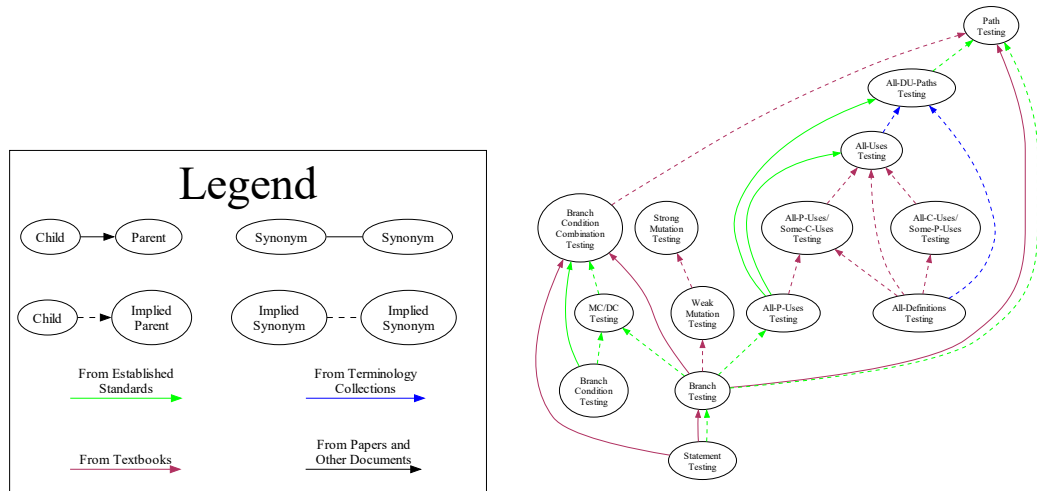 Legend
Child
Parent
Synonym
Synonym
Child
Implied
Parent
Implied
Synonym
Implied
Synonym
From Established
Standards
From Terminology
Collections
From Textbooks
From Papers and
Other Documents
Path
Testing
All-DU-Paths
Testing
All-Uses
Testing
Branch
Condition
Combination
Testing
Strong
Mutation
Testing
All-P-Uses/
Some-C-Uses
Testing
All-C-Uses/
Some-P-Uses
Testing
MC/DC
Testing
Weak
Mutation
Testing
All-P-Uses
Testing
All-Definitions
Testing
Branch
Condition
Testing
Branch
Testing
Statement
Testing